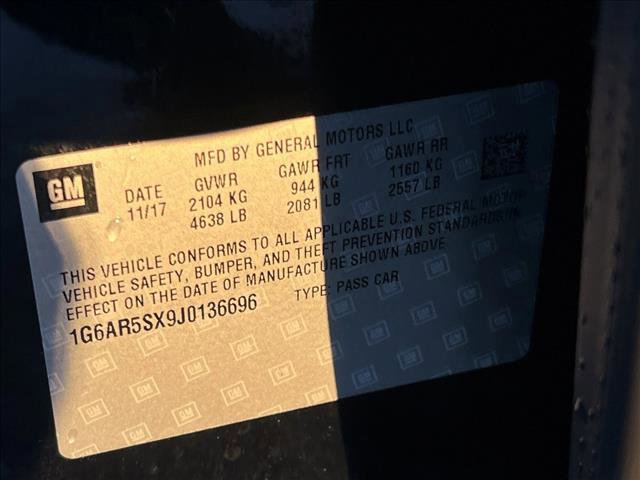 GM
MFD BY GENERAL MOTORS LLC
DATE GVWR GAWR FRT GAWR RR
11/17 2104 KG 944 KG 1160 KG
4638 LB 2081 LB 2557 LB
THIS VEHICLE CONFORMS TO ALL APPLICABLE U.S. FEDERAL MOTOR
VEHICLE SAFETY, BUMPER, AND THEFT PREVENTION STANDARDS IN
EFFECT ON THE DATE OF MANUFACTURE SHOWN ABOVE
1G6AR5SX9J0136696 TYPE: PASS CAR